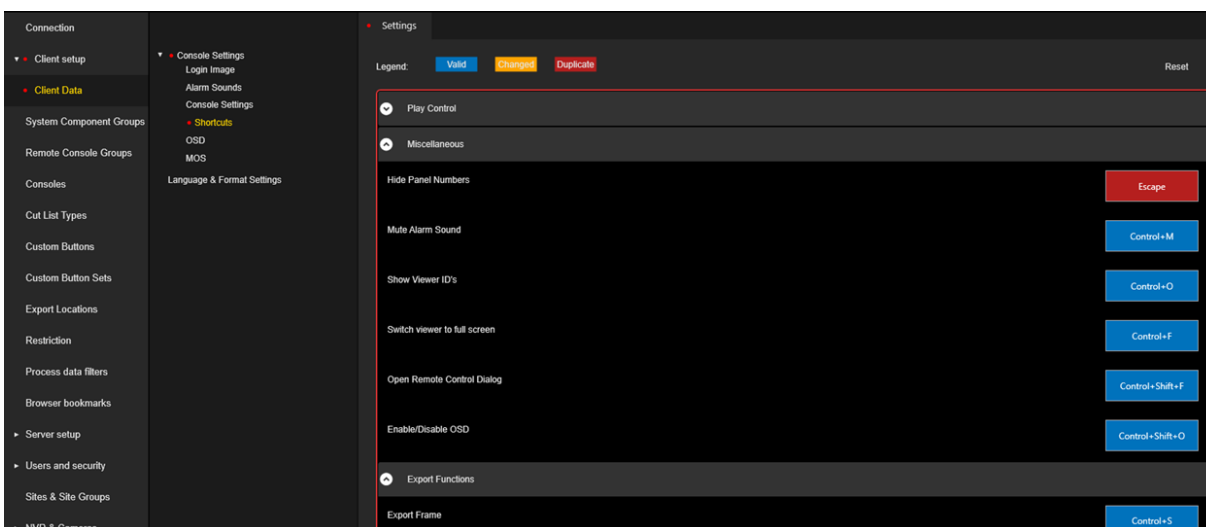 Connection
Client setup
Client Data
System Component Groups
Remote Console Groups
Consoles
Cut List Types
Custom Buttons
Custom Button Sets
Export Locations
Restriction
Process data filters
Browser bookmarks
Server setup
Users and security
Sites & Site Groups
NVR & Cameras
Console Settings
Login Image
Alarm Sounds
Console Settings
Shortcuts
OSD
MOS
Language & Format Settings
Settings
Legend: Valid Changed Duplicate Reset
Play Control
Miscellaneous
Hide Panel Numbers Escape
Mute Alarm Sound Control+M
Show Viewer ID's Control+O
Switch viewer to full screen Control+F
Open Remote Control Dialog Control+Shift+F
Enable/Disable OSD Control+Shift+O
Export Functions
Export Frame Control+S